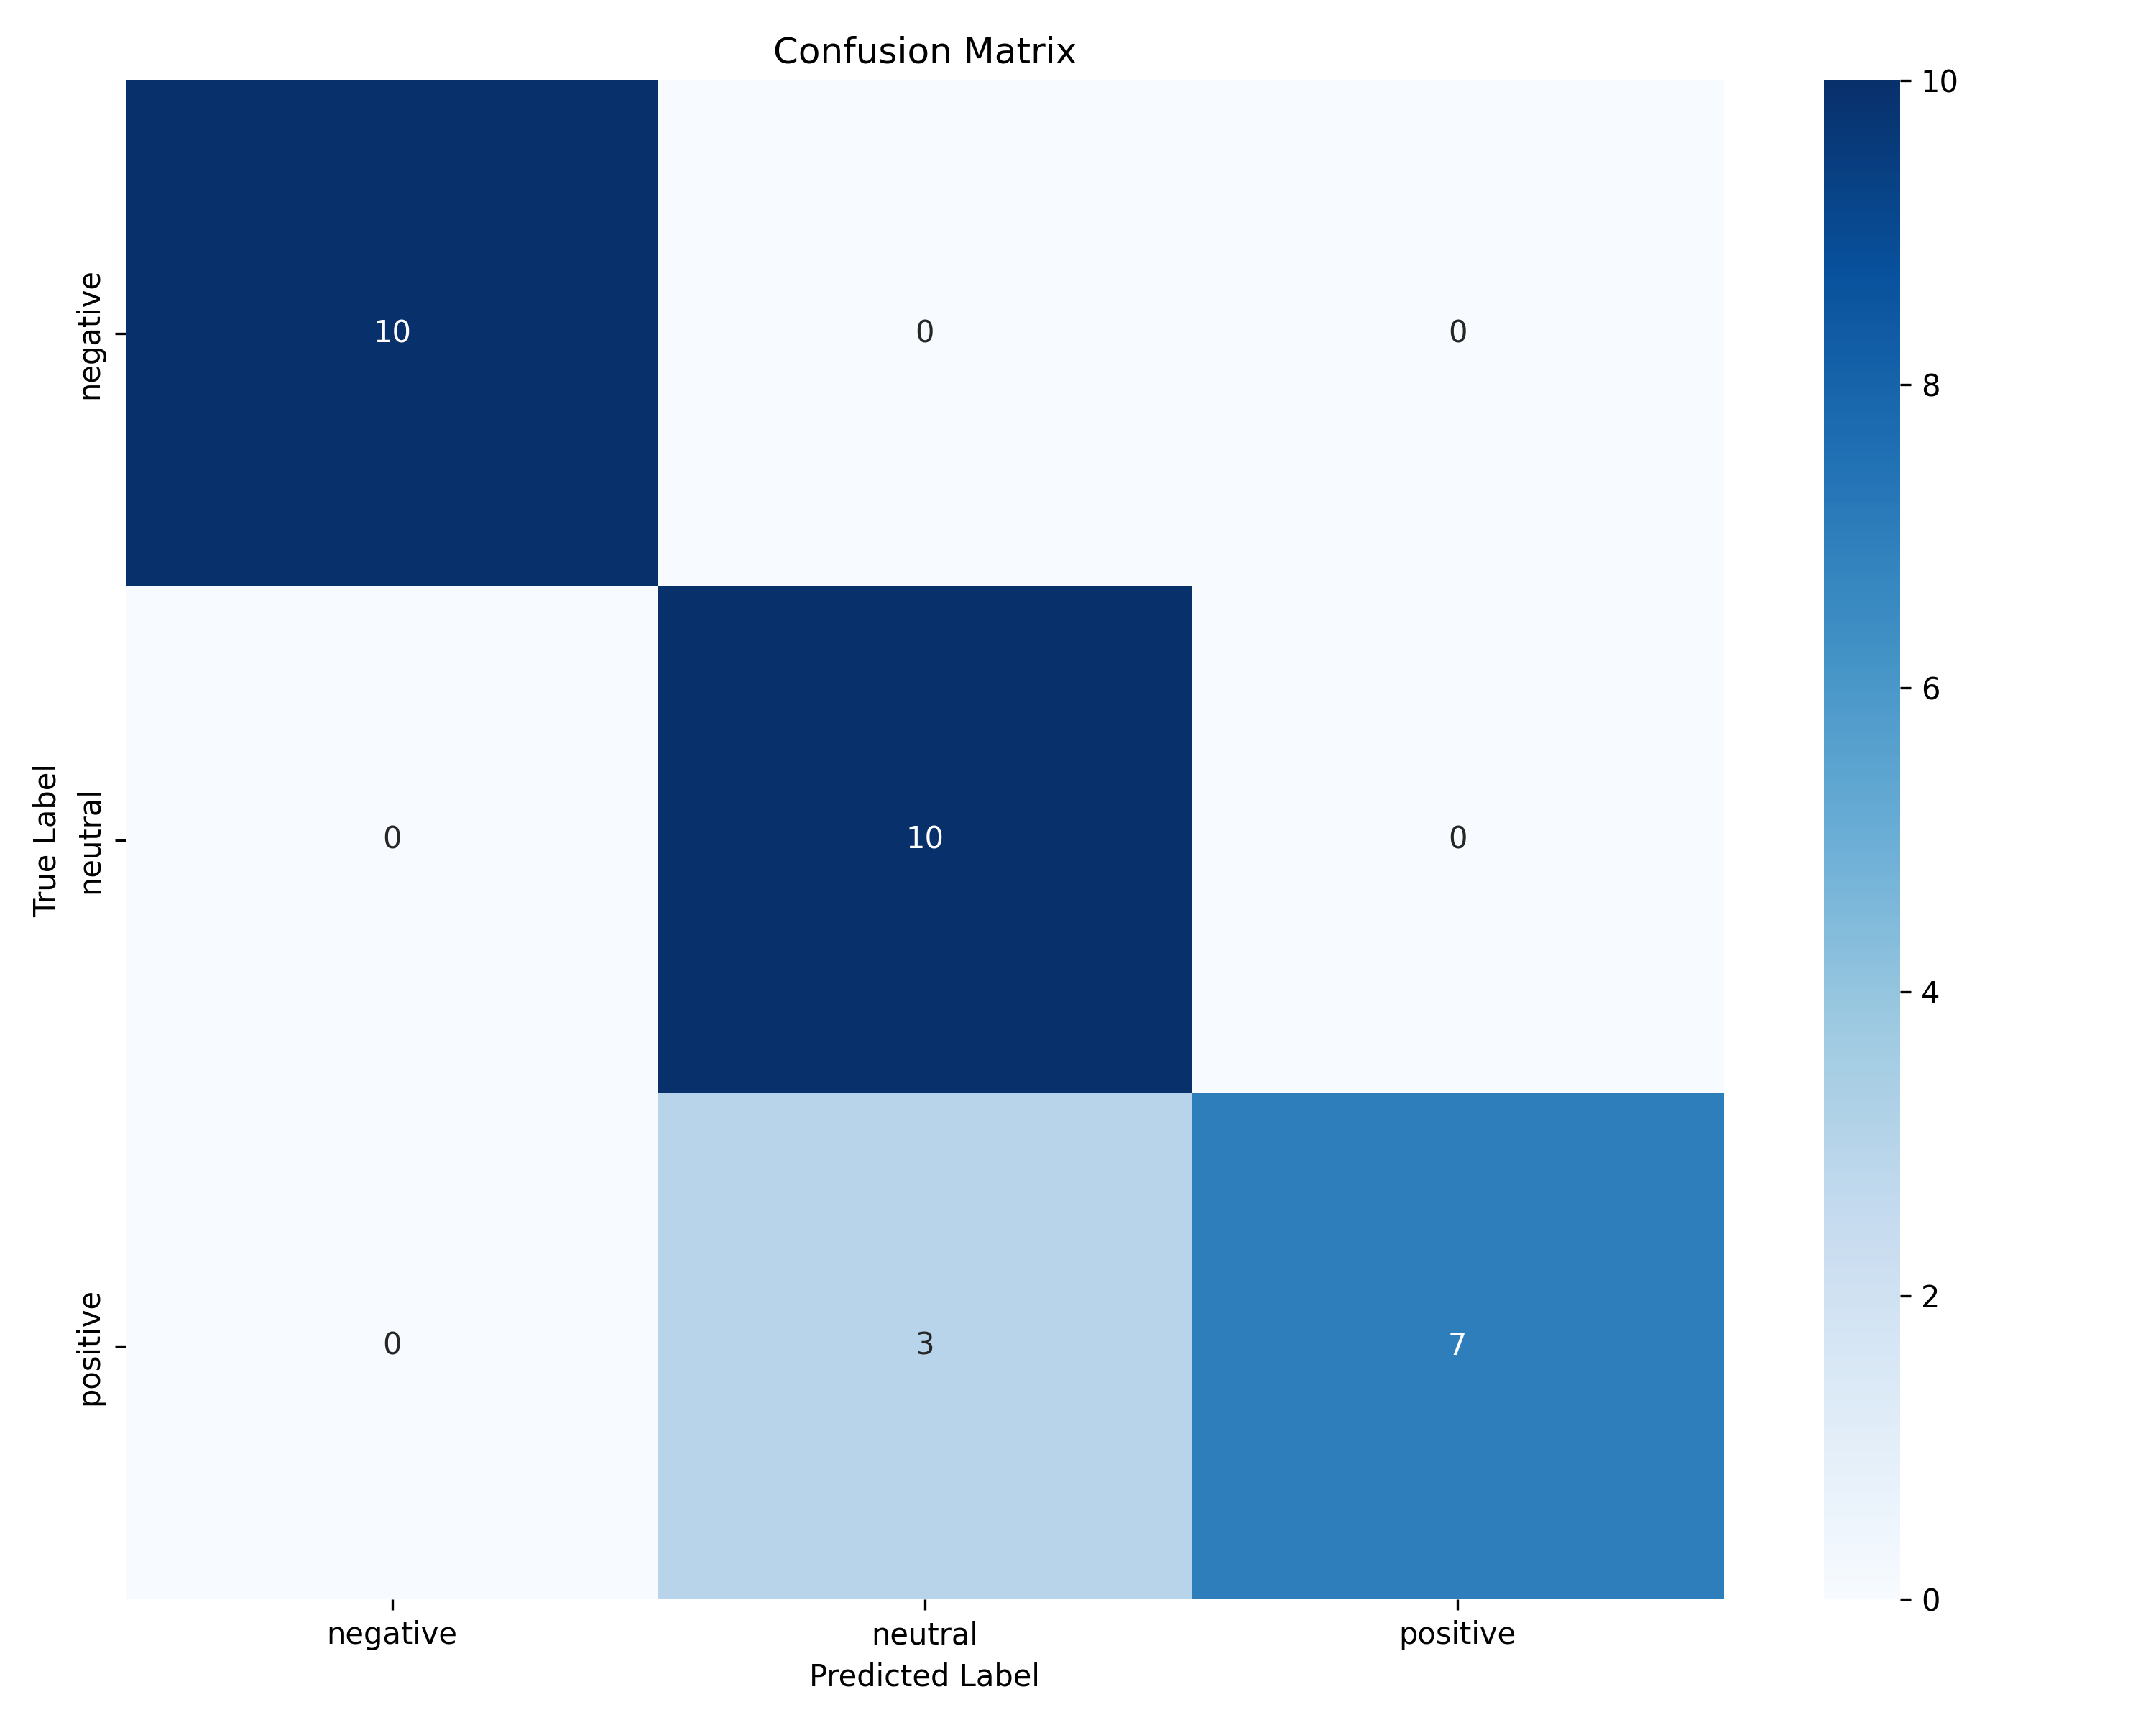 Confusion Matrix
True Label
negative
10 0 0
neutral
0 10 0
positive
0 3 7
negative neutral positive
Predicted Label
10
8
6
4
2
0